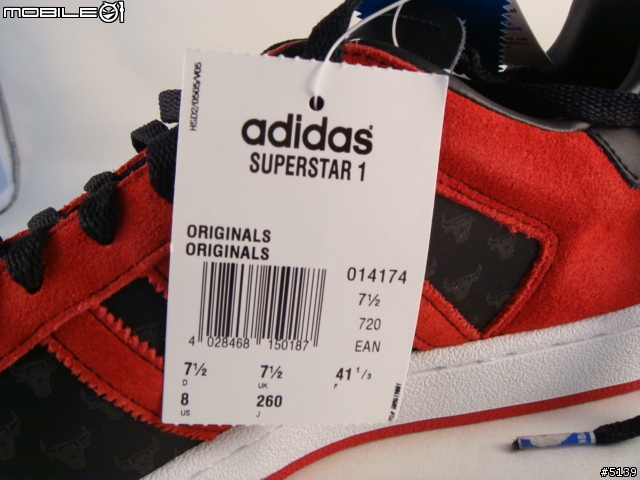 MOBILE01
HSD2/0505/V05
adidas
SUPERSTAR 1
ORIGINALS
ORIGINALS
014174
7½
720
EAN
4 028468 150187
7½ 7½ 41 1/3
D UK F
8 260
US J
#5139